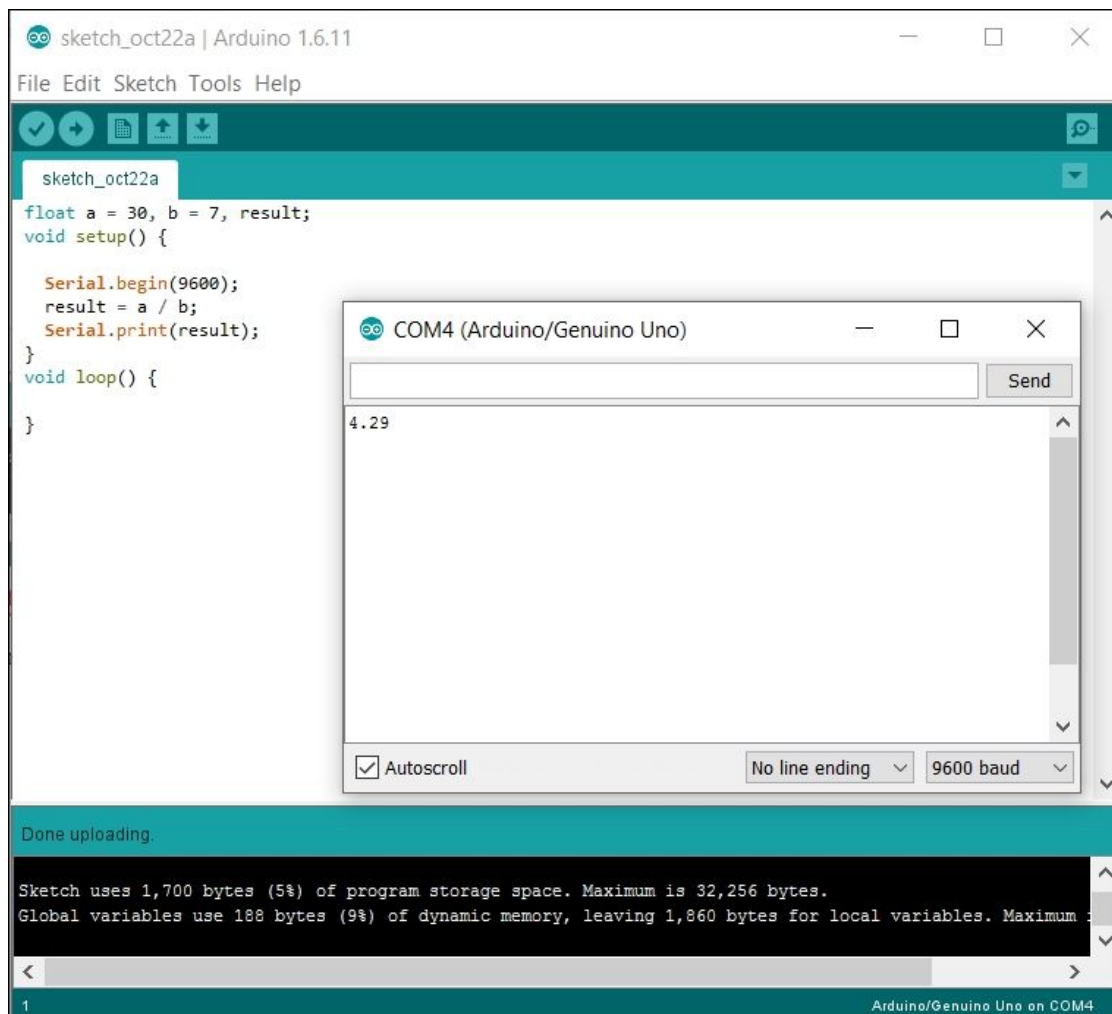 sketch_oct22a | Arduino 1.6.11
File Edit Sketch Tools Help
sketch_oct22a
float a = 30, b = 7, result;
void setup() {
  Serial.begin(9600);
  result = a / b;
  Serial.print(result);
}
void loop() {
}
COM4 (Arduino/Genuino Uno)
Send
4.29
Autoscroll
No line ending
9600 baud
Done uploading.
Sketch uses 1,700 bytes (5%) of program storage space. Maximum is 32,256 bytes.
Global variables use 188 bytes (9%) of dynamic memory, leaving 1,860 bytes for local variables. Maximum
1
Arduino/Genuino Uno on COM4